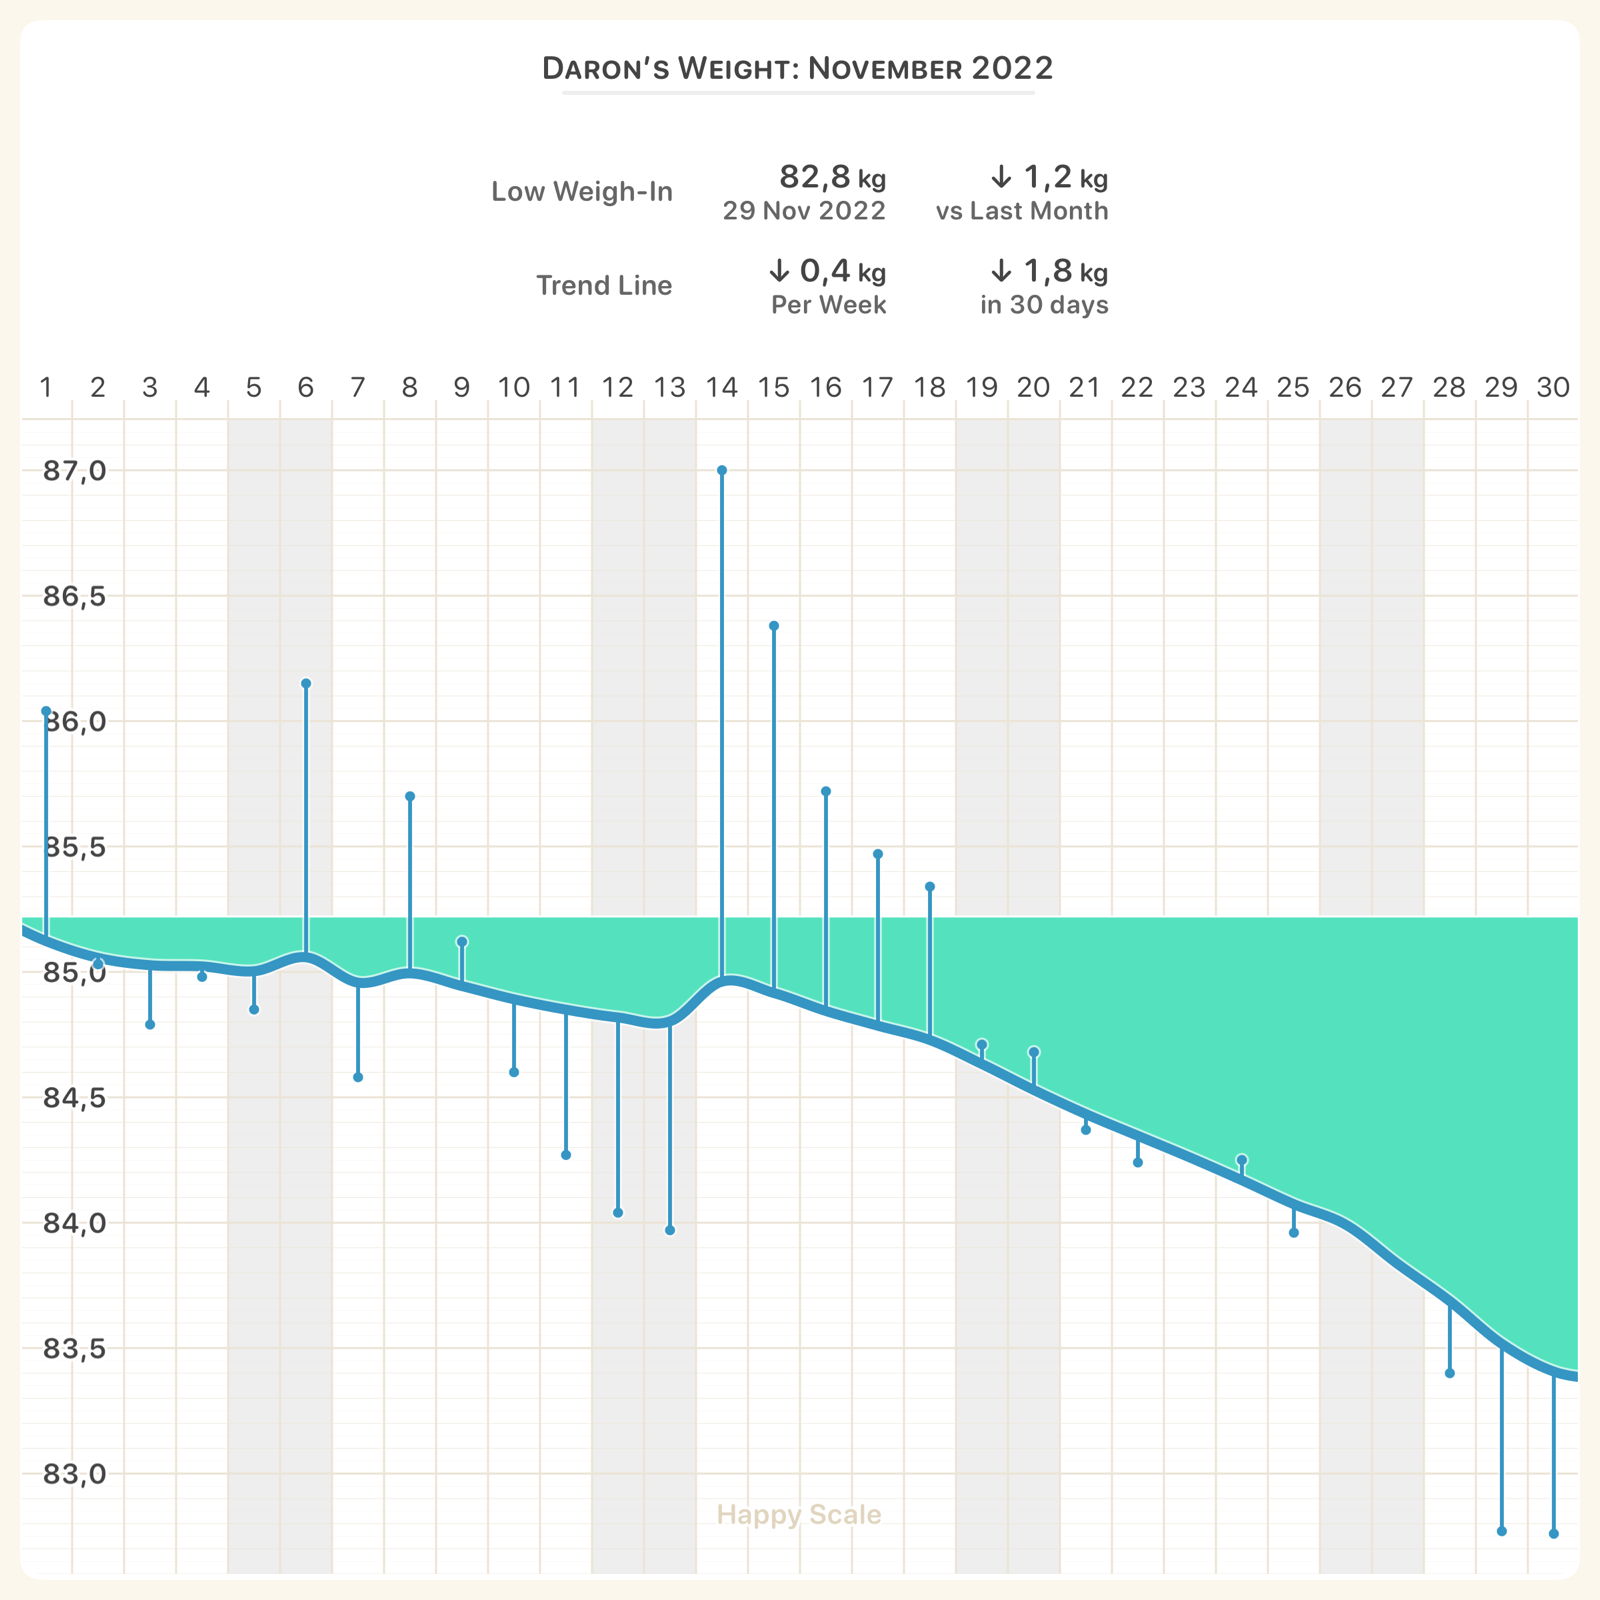 Daron's Weight: November 2022
Low Weigh-In 82,8 kg ↓ 1,2 kg
29 Nov 2022 vs Last Month
Trend Line ↓ 0,4 kg ↓ 1,8 kg
Per Week in 30 days
1 2 3 4 5 6 7 8 9 10 11 12 13 14 15 16 17 18 19 20 21 22 23 24 25 26 27 28 29 30
87,0
86,5
86,0
85,5
85,0
84,5
84,0
83,5
83,0
Happy Scale